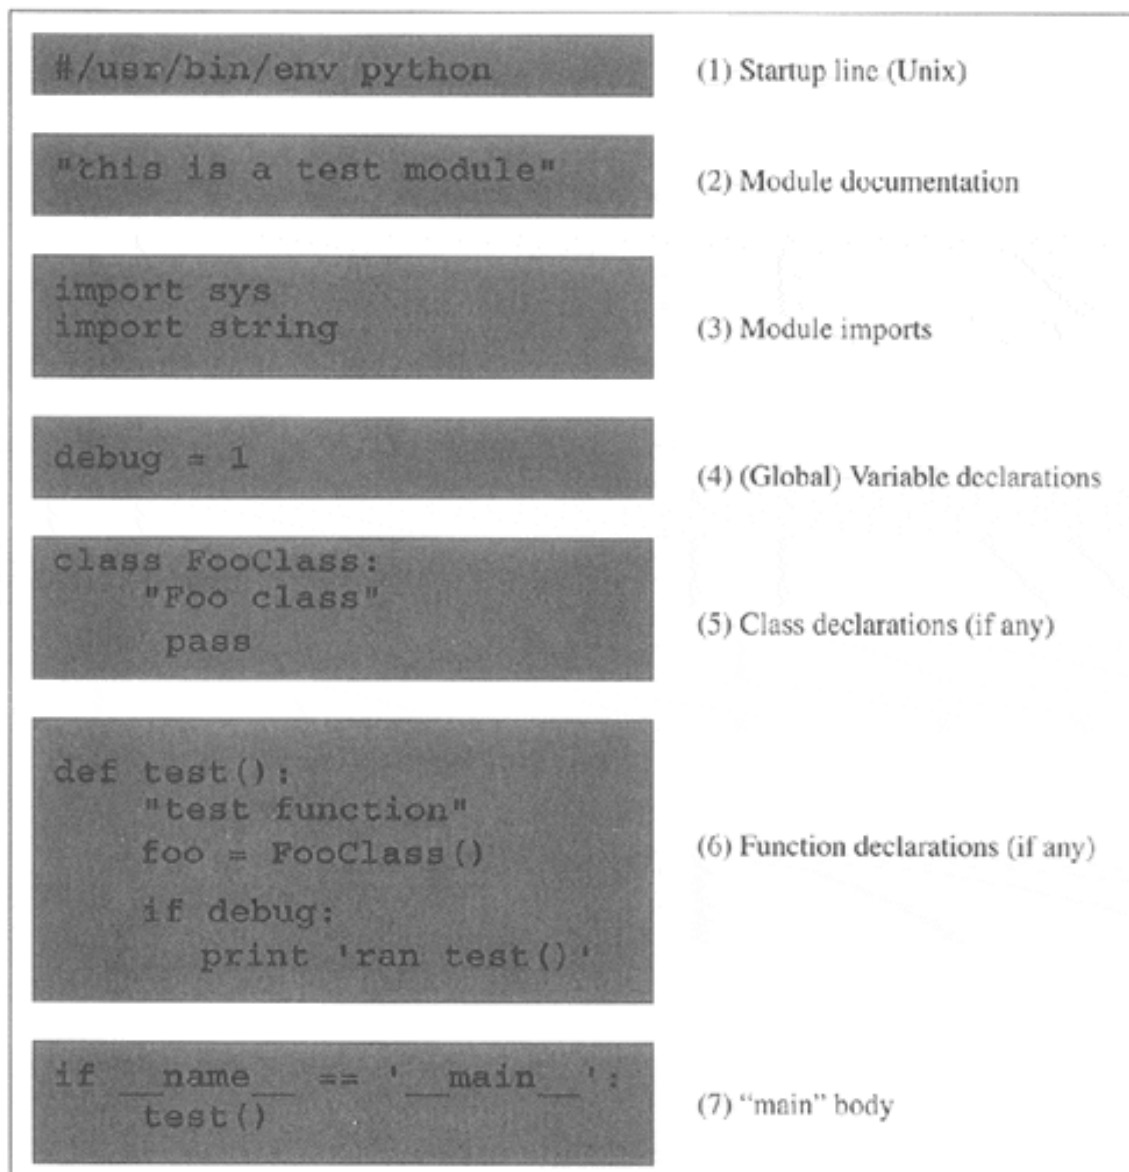 #/usr/bin/env python
(1) Startup line (Unix)
"this is a test module"
(2) Module documentation
import sys
import string
(3) Module imports
debug = 1
(4) (Global) Variable declarations
class FooClass:
"Foo class"
pass
(5) Class declarations (if any)
def test():
"test function"
foo = FooClass()
if debug:
print 'ran test()'
(6) Function declarations (if any)
if __name__ == '__main__':
test()
(7) “main” body